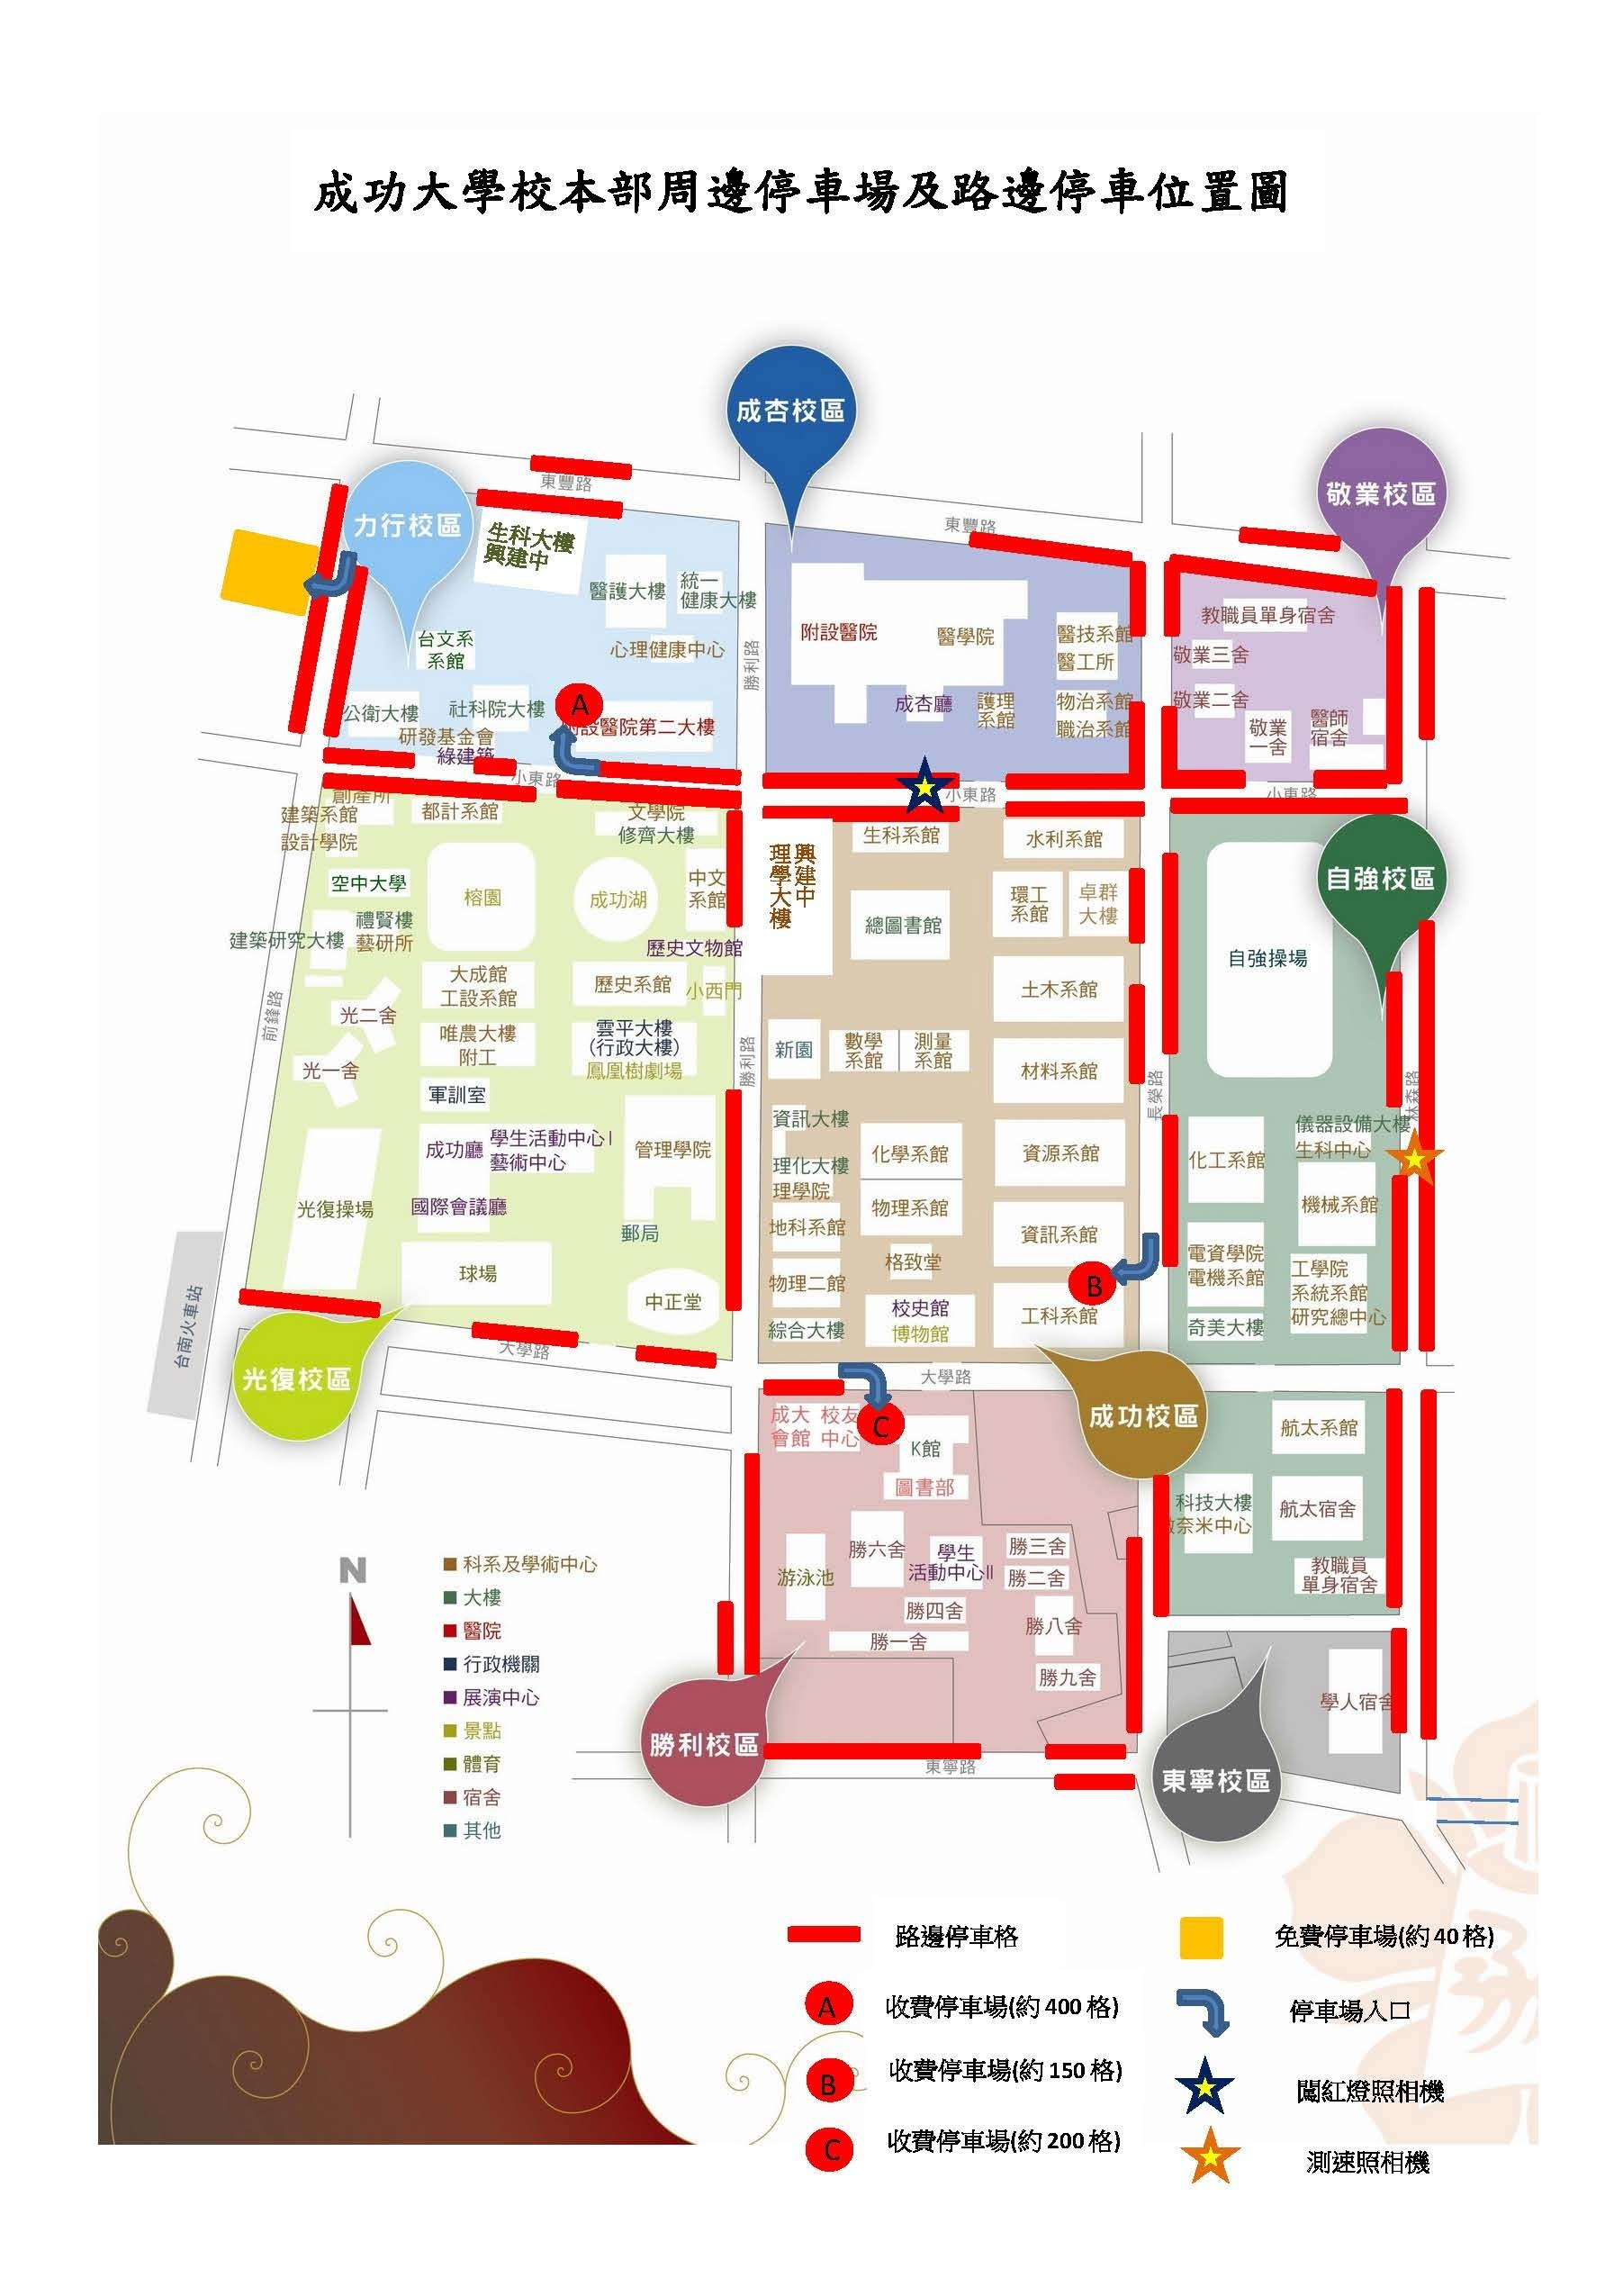 成功大學校本部周邊停車場及路邊停車位置圖
成杏校區
敬業校區
力行校區
東豐路
東豐路
生科大樓
興建中
醫護大樓
統一
健康大樓
心理健康中心
台文系
系館
公衛大樓
社科院大樓
研發基金會
綠建築
A
附設醫院第二大樓
小東路
勝利路
附設醫院
醫學院
醫技系館
醫工所
成杏廳
護理
系館
物治系館
職治系館
小東路
教職員單身宿舍
敬業三舍
敬業二舍
敬業
一舍
醫師
宿舍
小東路
創產所
建築系館
設計學院
都計系館
文學院
修齊大樓
空中大學
榕園
成功湖
中文
系館
禮賢樓
建築研究大樓
藝研所
歷史文物館
大成館
工設系館
歷史系館
小西門
前鋒路
光二舍
唯農大樓
附工
雲平大樓
(行政大樓)
鳳凰樹劇場
光一舍
軍訓室
成功廳
學生活動中心I
藝術中心
管理學院
光復操場
國際會議廳
郵局
球場
中正堂
勝利路
台南火車站
光復校區
大學路
理學大樓
興建中
生科系館
水利系館
總圖書館
環工
系館
卓群
大樓
土木系館
新園
數學
系館
測量
系館
材料系館
資訊大樓
化學系館
資源系館
理化大樓
理學院
物理系館
地科系館
資訊系館
格致堂
物理二館
B
校史館
博物館
工科系館
綜合大樓
大學路
長榮路
自強校區
自強操場
林森路
儀器設備大樓
生科中心
化工系館
機械系館
電資學院
電機系館
工學院
系統系館
研究總中心
奇美大樓
成功校區
成大
會館
校友
中心
C
K館
圖書部
勝六舍
游泳池
學生
活動中心II
勝三舍
勝二舍
勝四舍
勝一舍
勝八舍
勝九舍
勝利校區
東寧路
航太系館
科技大樓
奈米中心
航太宿舍
教職員
單身宿舍
學人宿舍
東寧校區
N
科系及學術中心
大樓
醫院
行政機關
展演中心
景點
體育
宿舍
其他
路邊停車格
免費停車場(約40格)
A
收費停車場(約400格)
停車場入口
B
收費停車場(約150格)
闖紅燈照相機
C
收費停車場(約200格)
測速照相機